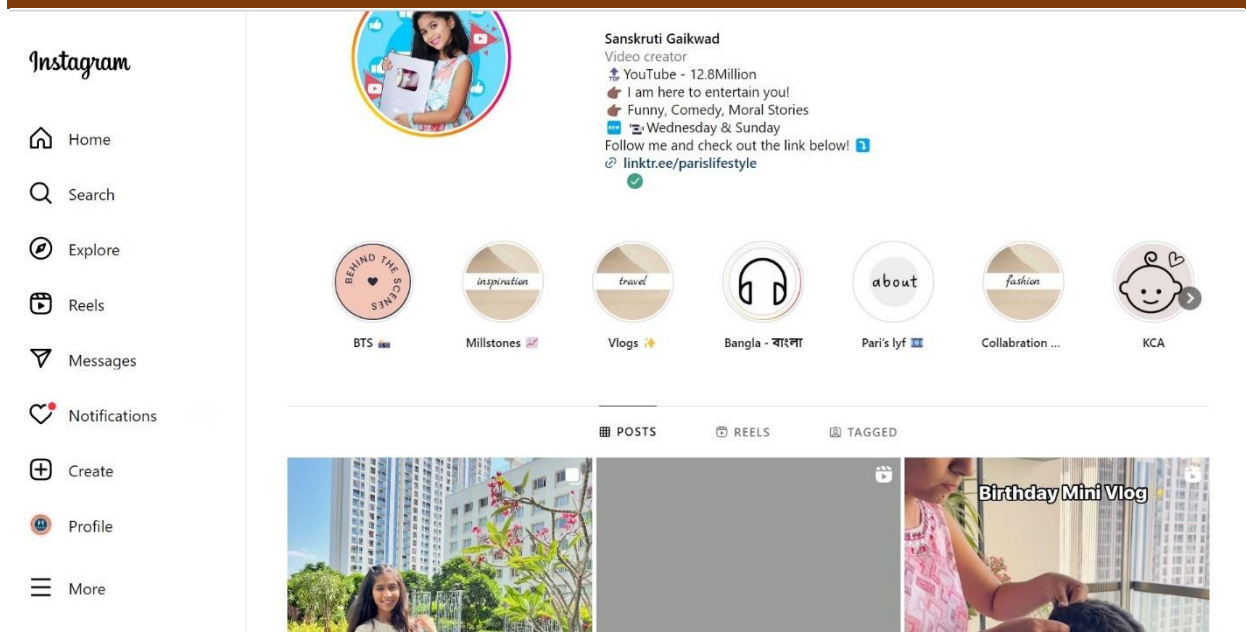 Instagram
Home
Search
Explore
Reels
Messages
Notifications
Create
Profile
More
Sanskruti Gaikwad
Video creator
🔝 YouTube - 12.8Million
👉🏾 I am here to entertain you!
👉🏾 Funny, Comedy, Moral Stories
🆕 📹Wednesday & Sunday
Follow me and check out the link below! ⤵️
linktr.ee/parislifestyle
BEHIND THE SCENES
inspiration
travel
about
fashion
BTS 📸
Millstones 💹
Vlogs ✨
Bangla - বাংলা
Pari's lyf
Collabration ...
KCA
POSTS
REELS
TAGGED
Birthday Mini Vlog